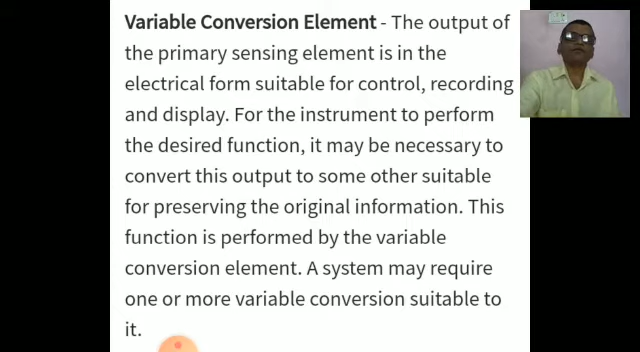 Variable Conversion Element - The output of
the primary sensing element is in the
electrical form suitable for control, recording
and display. For the instrument to perform
the desired function, it may be necessary to
convert this output to some other suitable
for preserving the original information. This
function is performed by the variable
conversion element. A system may require
one or more variable conversion suitable to
it.